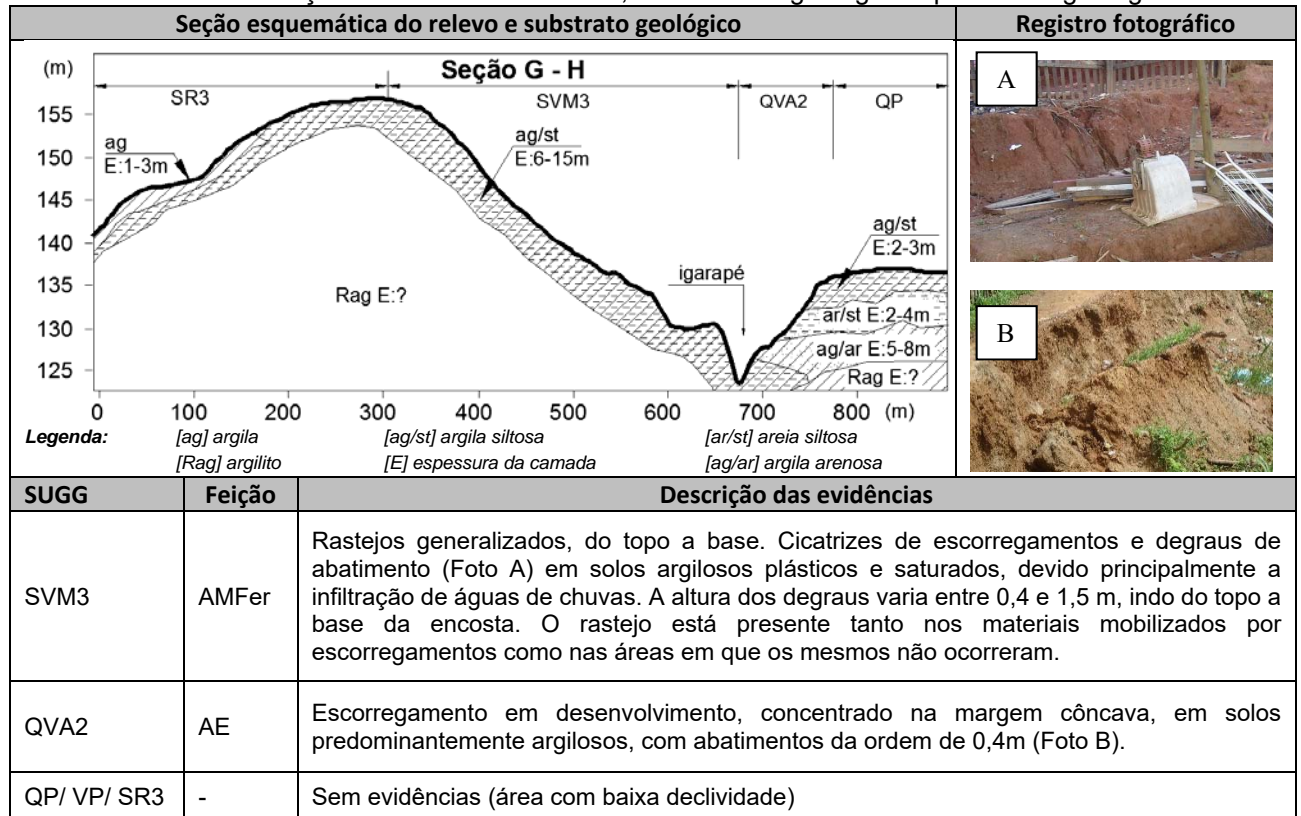 Seção esquemática do relevo e substrato geológico
Registro fotográfico
(m)
Seção G - H
SR3
SVM3
QVA2
QP
155
150
145
140
135
130
125
ag
E:1-3m
ag/st
E:6-15m
igarapé
ag/st
E:2-3m
ar/st E:2-4m
ag/ar E:5-8m
Rag E:?
Rag E:?
0 100 200 300 400 500 600 700 800 (m)
Legenda: [ag] argila [ag/st] argila siltosa [ar/st] areia siltosa
[Rag] argilito [E] espessura da camada [ag/ar] argila arenosa
A
B
SUGG Feição Descrição das evidências
SVM3 AMFer
Rastejos generalizados, do topo a base. Cicatrizes de escorregamentos e degraus de
abatimento (Foto A) em solos argilosos plásticos e saturados, devido principalmente a
infiltração de águas de chuvas. A altura dos degraus varia entre 0,4 e 1,5 m, indo do topo a
base da encosta. O rastejo está presente tanto nos materiais mobilizados por
escorregamentos como nas áreas em que os mesmos não ocorreram.
QVA2 AE
Escorregamento em desenvolvimento, concentrado na margem côncava, em solos
predominantemente argilosos, com abatimentos da ordem de 0,4m (Foto B).
QP/ VP/ SR3 - Sem evidências (área com baixa declividade)